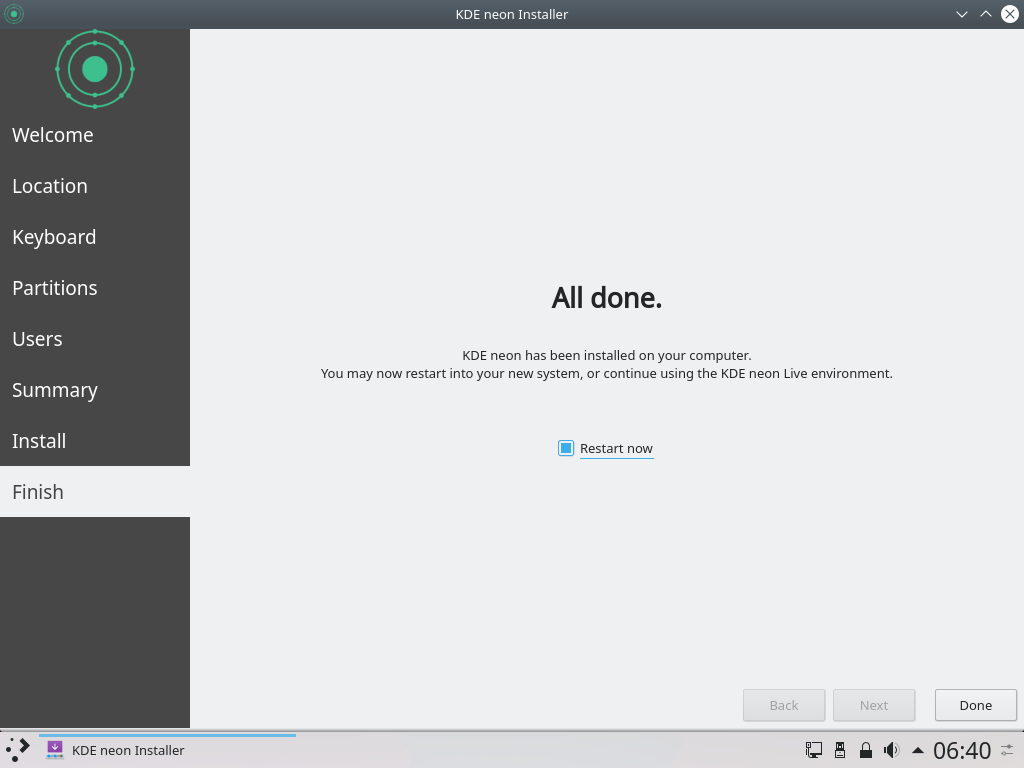 KDE neon Installer
Welcome
Location
Keyboard
Partitions
Users
Summary
Install
Finish
All done.
KDE neon has been installed on your computer.
You may now restart into your new system, or continue using the KDE neon Live environment.
Restart now
Back
Next
Done
KDE neon Installer
06:40